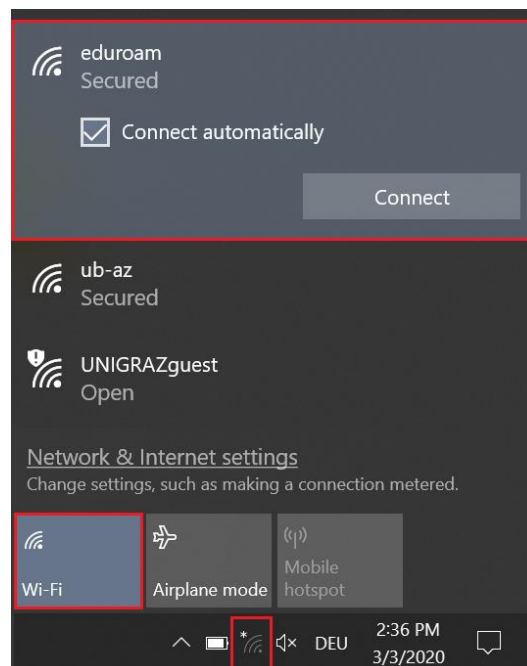 eduroam
Secured
Connect automatically
Connect
ub-az
Secured
UNIGRAZguest
Open
Network & Internet settings
Change settings, such as making a connection metered.
Wi-Fi
Airplane mode
Mobile
hotspot
DEU
2:36 PM
3/3/2020